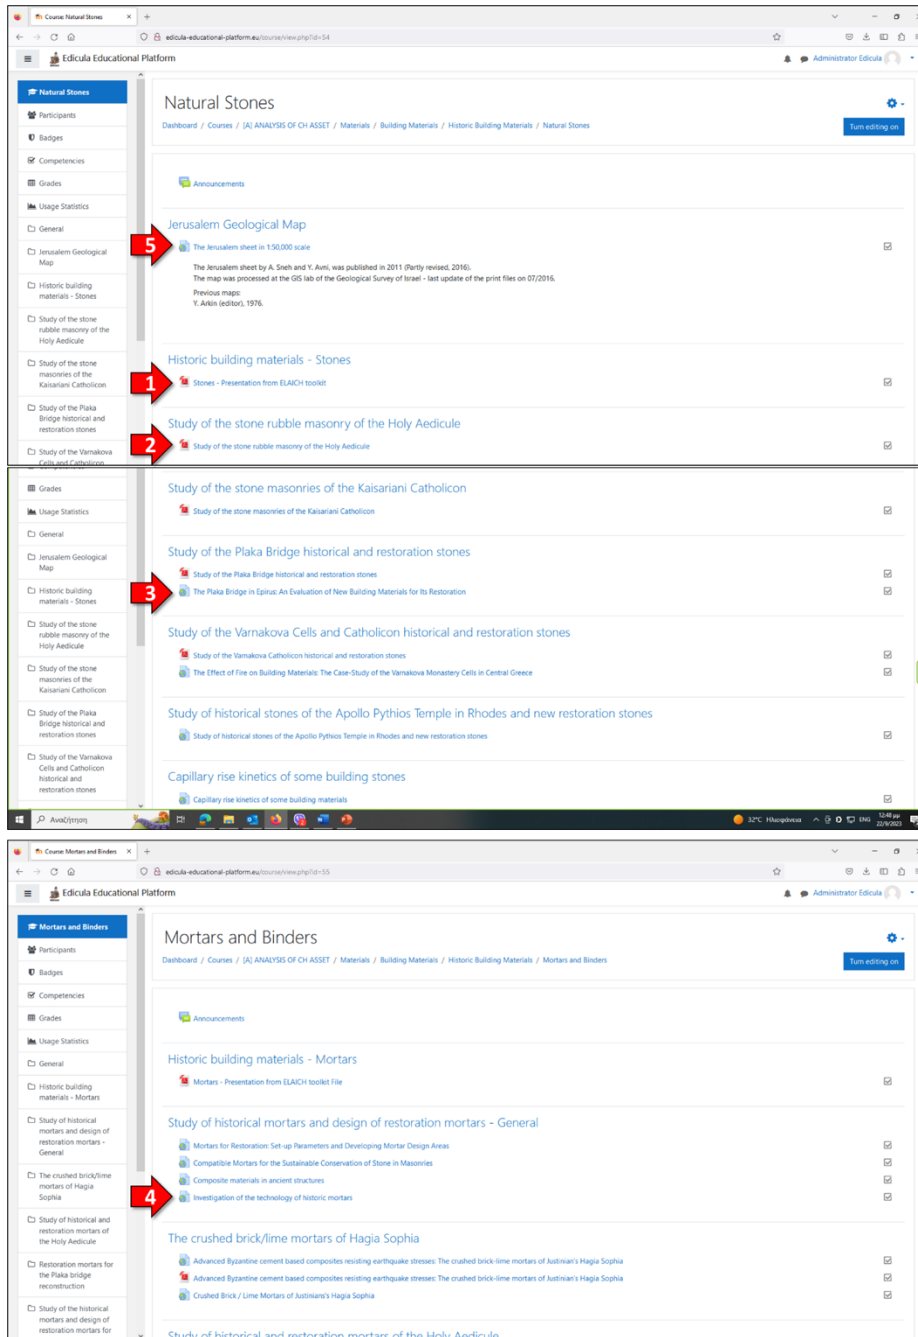 Course: Natural Stones
edicula-educational-platform.eu/course/view.php?id=54
Edicula Educational Platform
Administrator Edicula
Natural Stones
Participants
Badges
Competencies
Grades
Usage Statistics
General
Jerusalem Geological
Map
Historic building
materials - Stones
Study of the stone
rubble masonry of the
Holy Aedicule
Study of the stone
masonries of the
Kaisariani Catholicon
Study of the Plaka
Bridge historical and
restoration stones
Study of the Varnakova
Cells and Catholicon
Natural Stones
Dashboard / Courses / [A] ANALYSIS OF CH ASSET / Materials / Building Materials / Historic Building Materials / Natural Stones
Turn editing on
Announcements
Jerusalem Geological Map
5
The Jerusalem sheet in 1:50,000 scale
The Jerusalem sheet by A. Sneh and Y. Avni, was published in 2011 (Partly revised, 2016).
The map was processed at the GIS lab of the Geological Survey of Israel - last update of the print files on 07/2016.
Previous maps:
Y. Arkin (editor), 1976.
Historic building materials - Stones
1
Stones - Presentation from ELAICH toolkit
Study of the stone rubble masonry of the Holy Aedicule
2
Study of the stone rubble masonry of the Holy Aedicule
Grades
Usage Statistics
General
Jerusalem Geological
Map
Historic building
materials - Stones
Study of the stone
rubble masonry of the
Holy Aedicule
Study of the stone
masonries of the
Kaisariani Catholicon
Study of the Plaka
Bridge historical and
restoration stones
Study of the Varnakova
Cells and Catholicon
historical and
restoration stones
Study of the stone masonries of the Kaisariani Catholicon
Study of the stone masonries of the Kaisariani Catholicon
Study of the Plaka Bridge historical and restoration stones
Study of the Plaka Bridge historical and restoration stones
3
The Plaka Bridge in Epirus: An Evaluation of New Building Materials for Its Restoration
Study of the Varnakova Cells and Catholicon historical and restoration stones
Study of the Varnakova Catholicon historical and restoration stones
The Effect of Fire on Building Materials: The Case-Study of the Varnakova Monastery Cells in Central Greece
Study of historical stones of the Apollo Pythios Temple in Rhodes and new restoration stones
Study of historical stones of the Apollo Pythios Temple in Rhodes and new restoration stones
Capillary rise kinetics of some building stones
Capillary rise kinetics of some building materials
Αναζήτηση
32°C Ηλιοφάνεια
ENG
12:48 μμ
22/9/2023
Course: Mortars and Binders
edicula-educational-platform.eu/course/view.php?id=55
Edicula Educational Platform
Administrator Edicula
Mortars and Binders
Participants
Badges
Competencies
Grades
Usage Statistics
General
Historic building
materials - Mortars
Study of historical
mortars and design of
restoration mortars -
General
The crushed brick/lime
mortars of Hagia
Sophia
Study of historical and
restoration mortars of
the Holy Aedicule
Restoration mortars for
the Plaka bridge
reconstruction
Study of the historical
mortars and design of
restoration mortars for
Mortars and Binders
Dashboard / Courses / [A] ANALYSIS OF CH ASSET / Materials / Building Materials / Historic Building Materials / Mortars and Binders
Turn editing on
Announcements
Historic building materials - Mortars
Mortars - Presentation from ELAICH toolkit File
Study of historical mortars and design of restoration mortars - General
Mortars for Restoration: Set-up Parameters and Developing Mortar Design Areas
Compatible Mortars for the Sustainable Conservation of Stone in Masonries
Composite materials in ancient structures
4
Investigation of the technology of historic mortars
The crushed brick/lime mortars of Hagia Sophia
Advanced Byzantine cement based composites resisting earthquake stresses: The crushed brick-lime mortars of Justinian's Hagia Sophia
Advanced Byzantine cement based composites resisting earthquake stresses: The crushed brick-lime mortars of Justinian's Hagia Sophia
Crushed Brick / Lime Mortars of Justinians's Hagia Sophia
Study of historical and restoration mortars of the Holy Aedicule